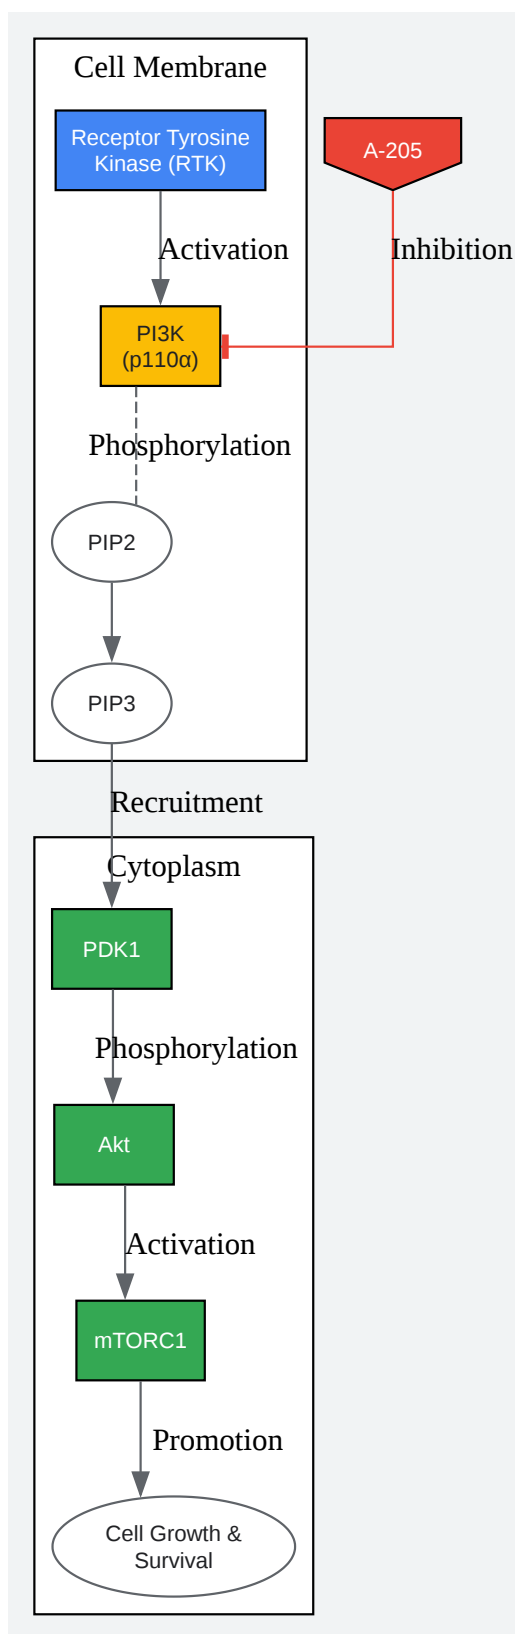 Cell Membrane
Receptor Tyrosine
Kinase (RTK)
A-205
Activation
Inhibition
PI3K
(p110α)
Phosphorylation
PIP2
PIP3
Recruitment
Cytoplasm
PDK1
Phosphorylation
Akt
Activation
mTORC1
Promotion
Cell Growth &
Survival